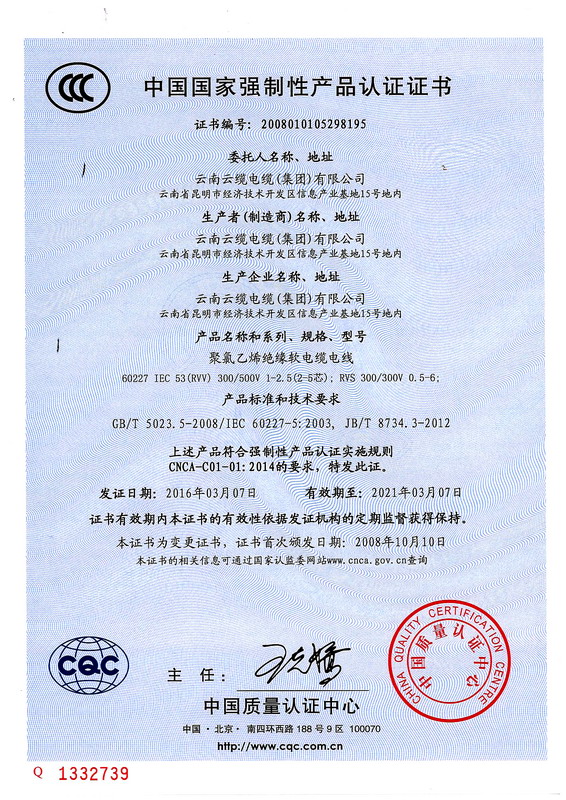 CCC
中国国家强制性产品认证证书
证书编号：2008010105298195
委托人名称、地址
云南云缆电缆(集团)有限公司
云南省昆明市经济技术开发区信息产业基地15号地内
生产者(制造商)名称、地址
云南云缆电缆(集团)有限公司
云南省昆明市经济技术开发区信息产业基地15号地内
生产企业名称、地址
云南云缆电缆(集团)有限公司
云南省昆明市经济技术开发区信息产业基地15号地内
产品名称和系列、规格、型号
聚氯乙烯绝缘软电缆电线
60227 IEC 53(RVV) 300/500V 1-2.5(2-5芯)；RVS 300/300V 0.5-6;
产品标准和技术要求
GB/T 5023.5-2008/IEC 60227-5:2003, JB/T 8734.3-2012
上述产品符合强制性产品认证实施规则
CNCA-C01-01:2014的要求，特发此证。
发证日期：2016年03月07日 有效期至：2021年03月07日
证书有效期内本证书的有效性依据发证机构的定期监督获得保持。
本证书为变更证书，证书首次颁发日期：2008年10月10日
本证书的相关信息可通过国家认监委网站www.cnca.gov.cn查询
CHINA QUALITY CERTIFICATION CENTRE
中国质量认证中心
CQC
主 任：
中国质量认证中心
中国·北京·南四环西路188号9区 100070
http://www.cqc.com.cn
Q 1332739